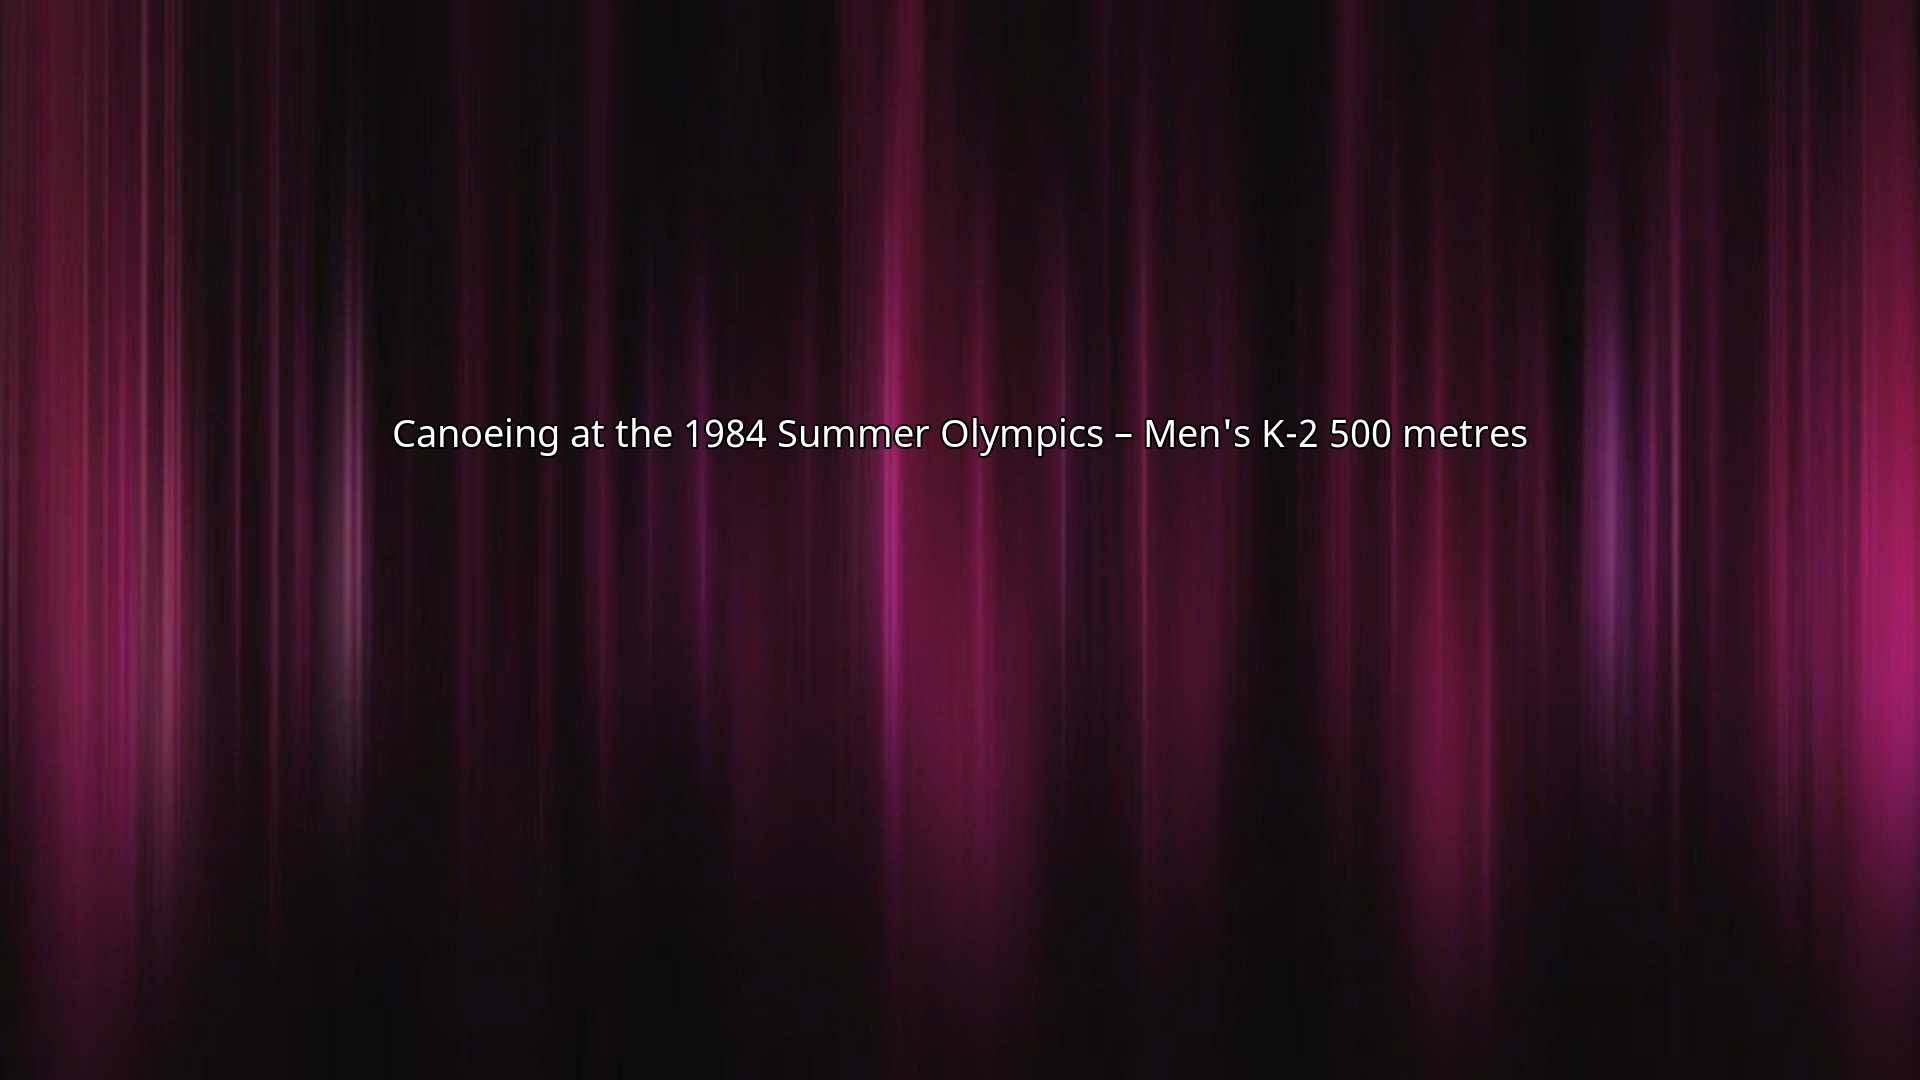 Canoeing at the 1984 Summer Olympics – Men's K-2 500 metres